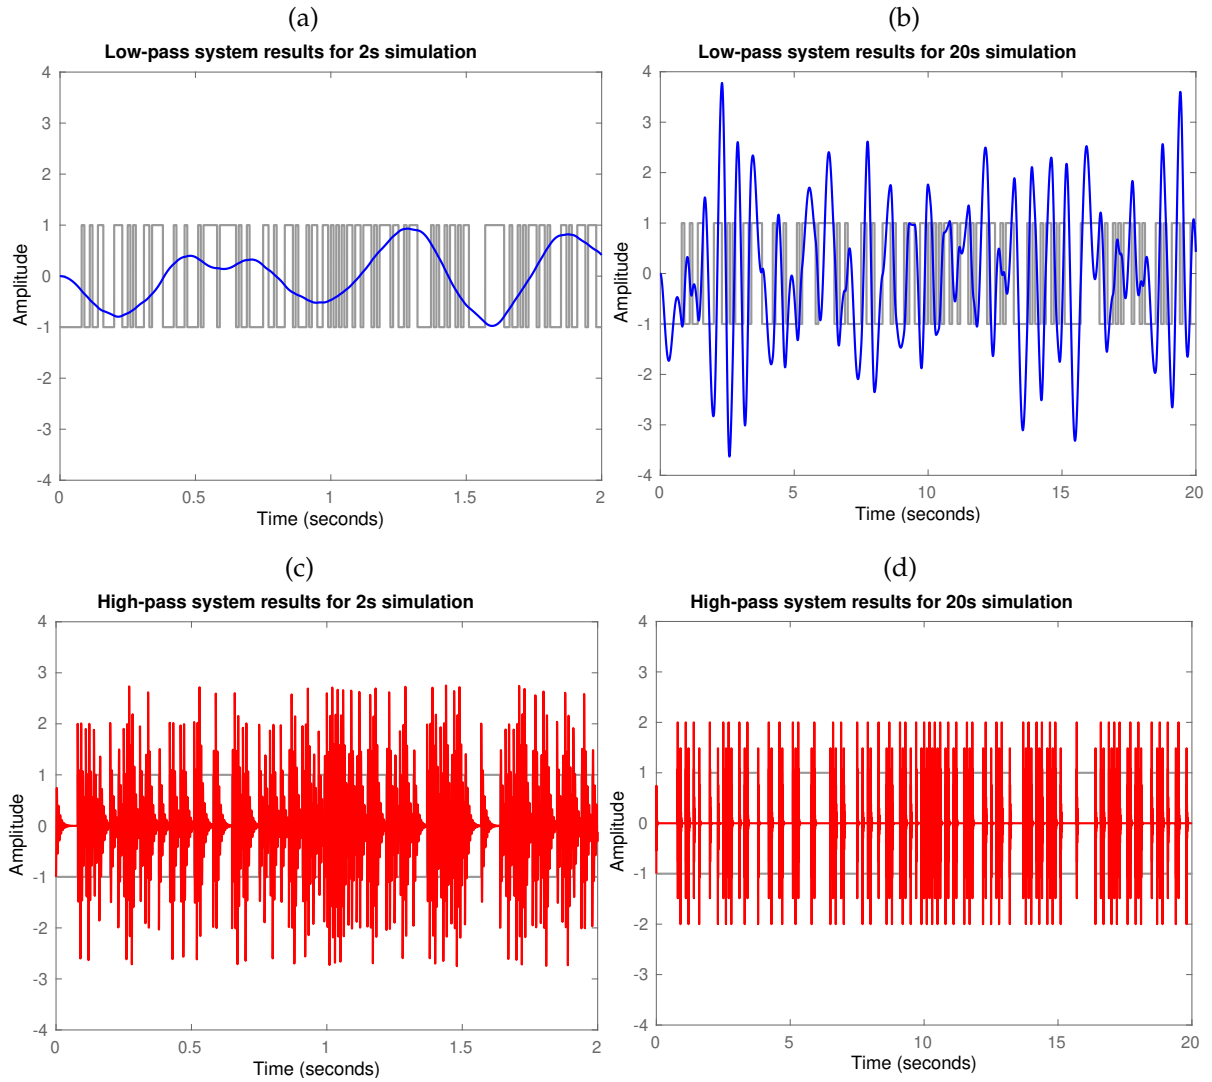 (a)
Low-pass system results for 2s simulation
4
3
2
1
0
-1
-2
-3
-4
Amplitude
0 0.5 1 1.5 2
Time (seconds)
(b)
Low-pass system results for 20s simulation
4
3
2
1
0
-1
-2
-3
-4
Amplitude
0 5 10 15 20
Time (seconds)
(c)
High-pass system results for 2s simulation
4
3
2
1
0
-1
-2
-3
-4
Amplitude
0 0.5 1 1.5 2
Time (seconds)
(d)
High-pass system results for 20s simulation
4
3
2
1
0
-1
-2
-3
-4
Amplitude
0 5 10 15 20
Time (seconds)